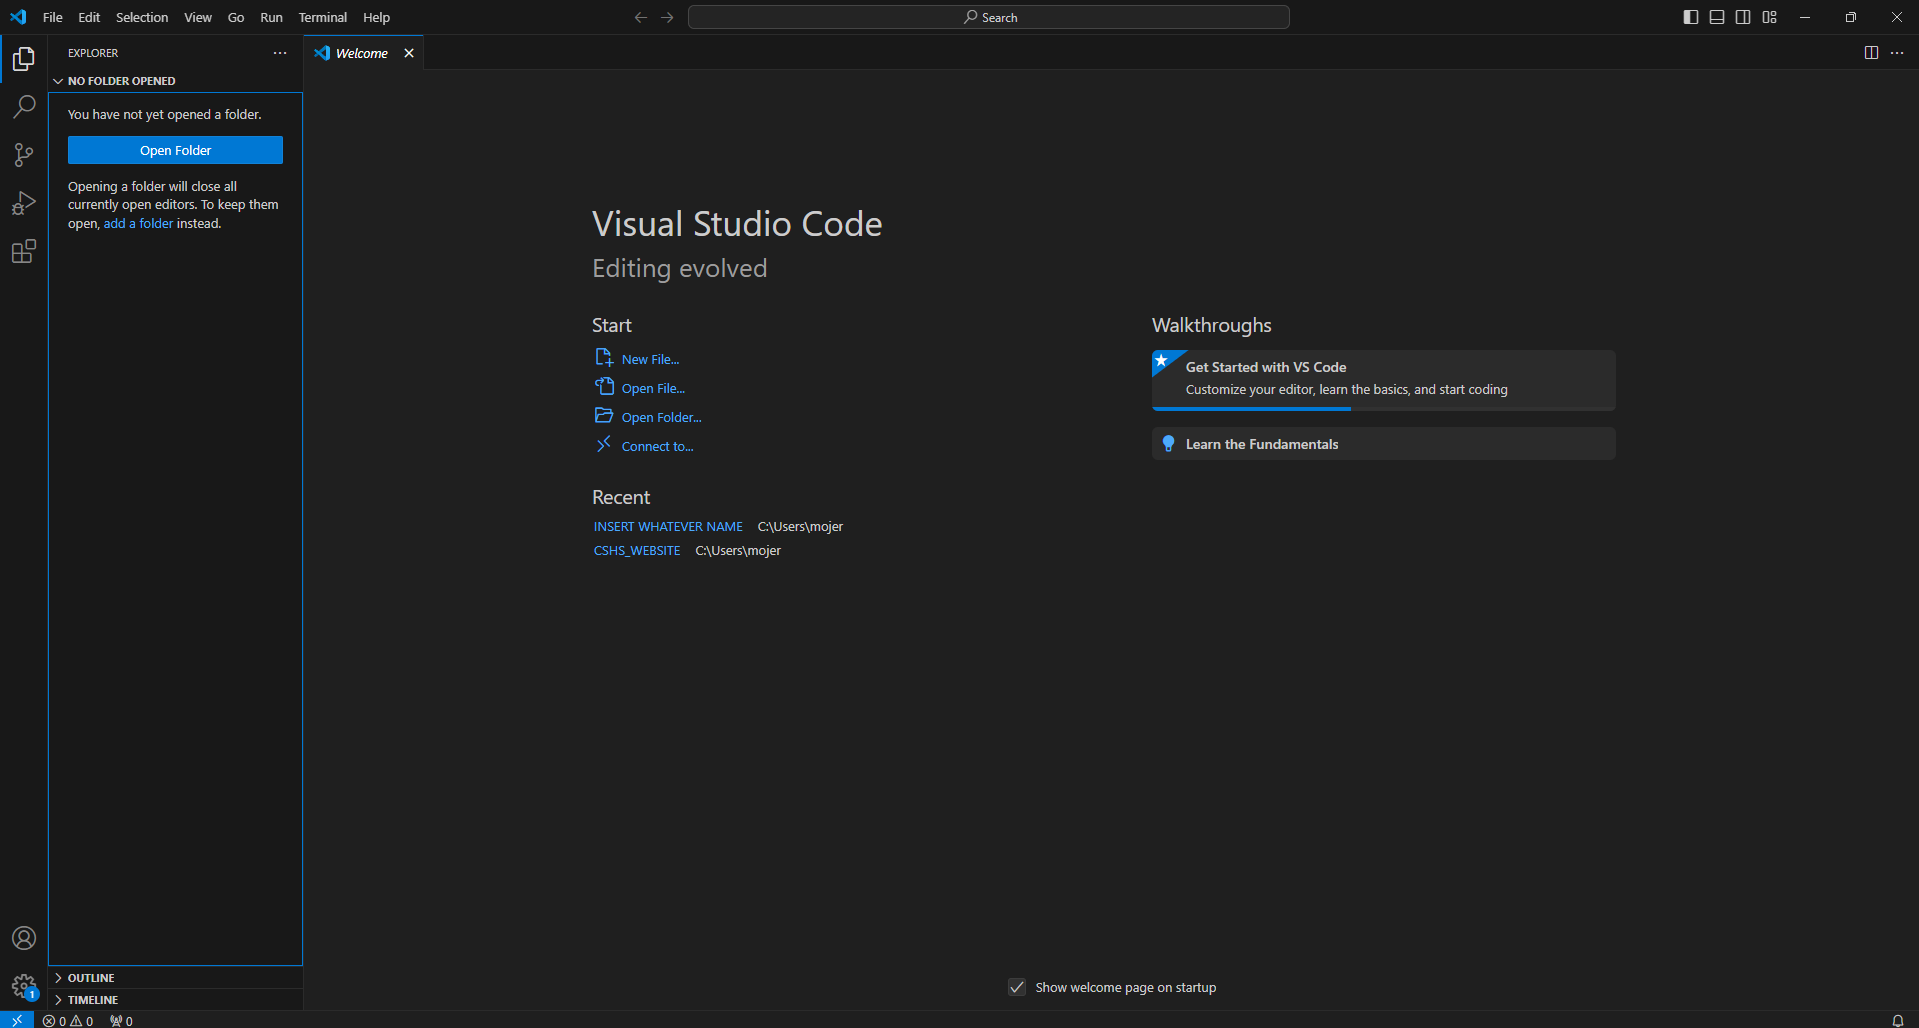 File Edit Selection View Go Run Terminal Help
Search
EXPLORER
Welcome
NO FOLDER OPENED
You have not yet opened a folder.
Open Folder
Opening a folder will close all
currently open editors. To keep them
open, add a folder instead.
Visual Studio Code
Editing evolved
Start
New File...
Open File...
Open Folder...
Connect to...
Recent
INSERT WHATEVER NAME C:\Users\mojer
CSHS_WEBSITE C:\Users\mojer
Walkthroughs
Get Started with VS Code
Customize your editor, learn the basics, and start coding
Learn the Fundamentals
Show welcome page on startup
OUTLINE
1
TIMELINE
0 0 0